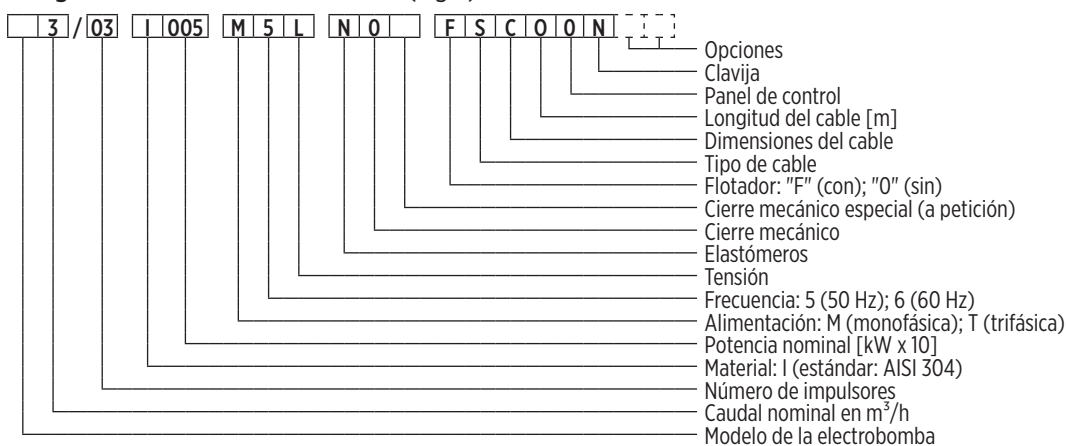 3 / 03 I 005 M 5 L N 0 F S C 0 0 N
Opciones
Clavija
Panel de control
Longitud del cable [m]
Dimensiones del cable
Tipo de cable
Flotador: "F" (con); "0" (sin)
Cierre mecánico especial (a petición)
Cierre mecánico
Elastómeros
Tensión
Frecuencia: 5 (50 Hz); 6 (60 Hz)
Alimentación: M (monofásica); T (trifásica)
Potencia nominal [kW x 10]
Material: I (estándar: AISI 304)
Número de impulsores
Caudal nominal en m³/h
Modelo de la electrobomba